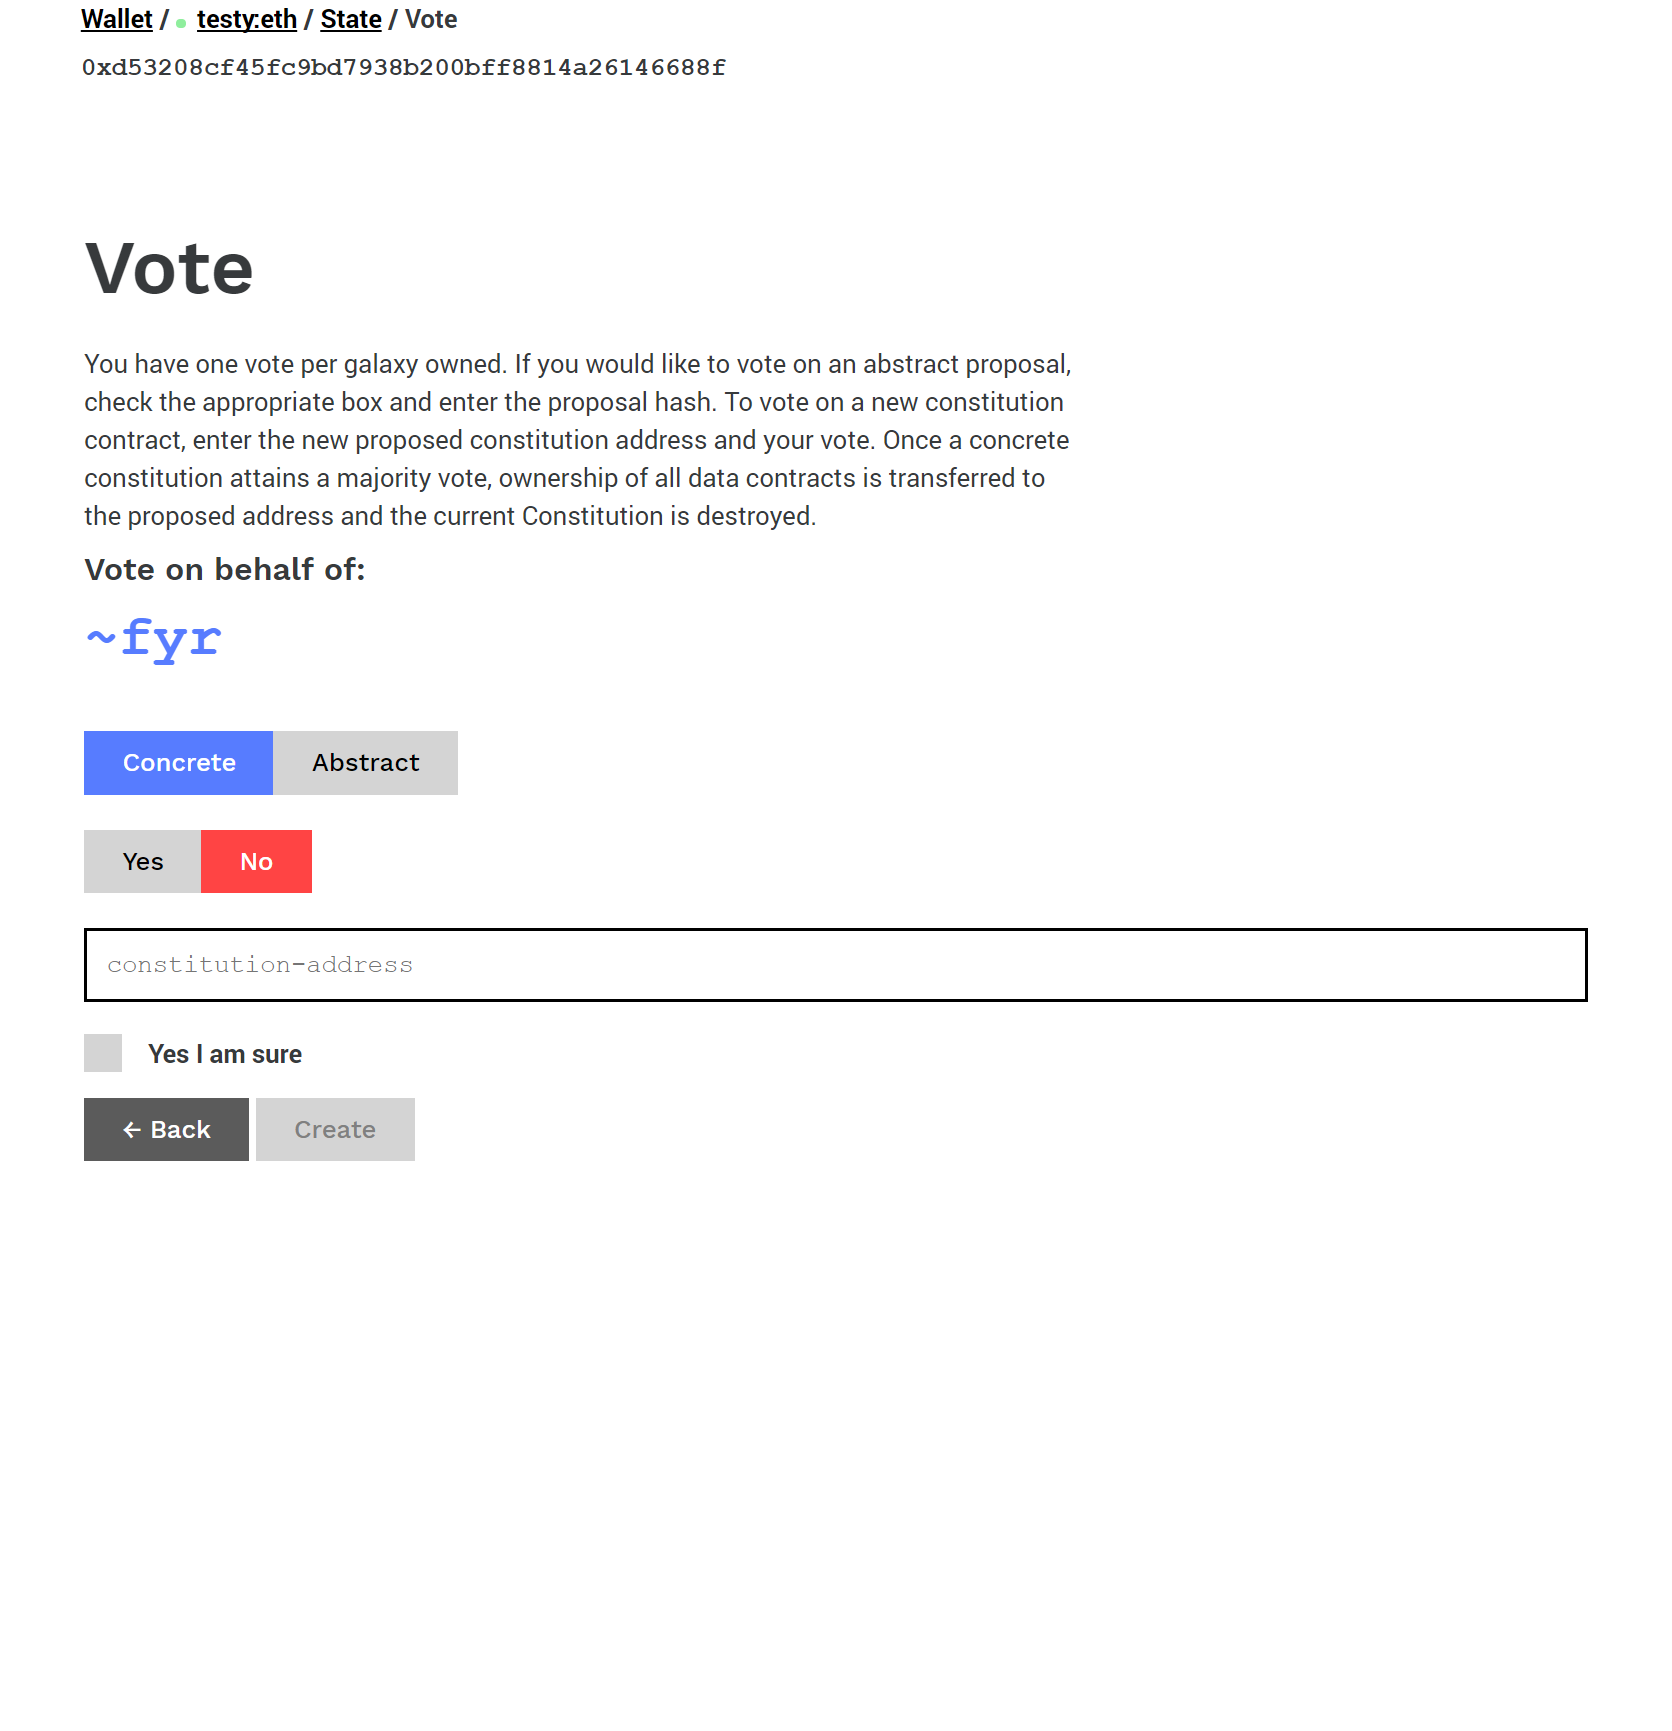 Wallet / testy:eth / State / Vote
0xd53208cf45fc9bd7938b200bff8814a26146688f
Vote
You have one vote per galaxy owned. If you would like to vote on an abstract proposal,
check the appropriate box and enter the proposal hash. To vote on a new constitution
contract, enter the new proposed constitution address and your vote. Once a concrete
constitution attains a majority vote, ownership of all data contracts is transferred to
the proposed address and the current Constitution is destroyed.
Vote on behalf of:
~fyr
Concrete Abstract
Yes No
constitution-address
Yes I am sure
← Back Create